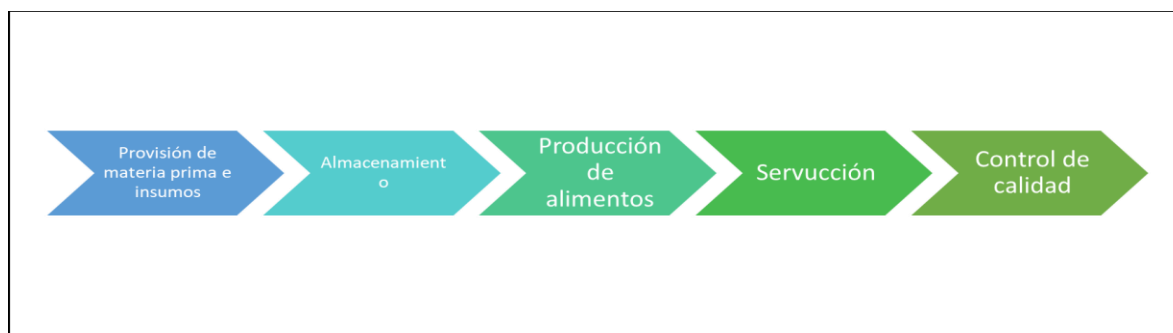 Provisión de
materia prima e
insumos
Almacenamient
o
Producción
de
alimentos
Servucción
Control de
calidad